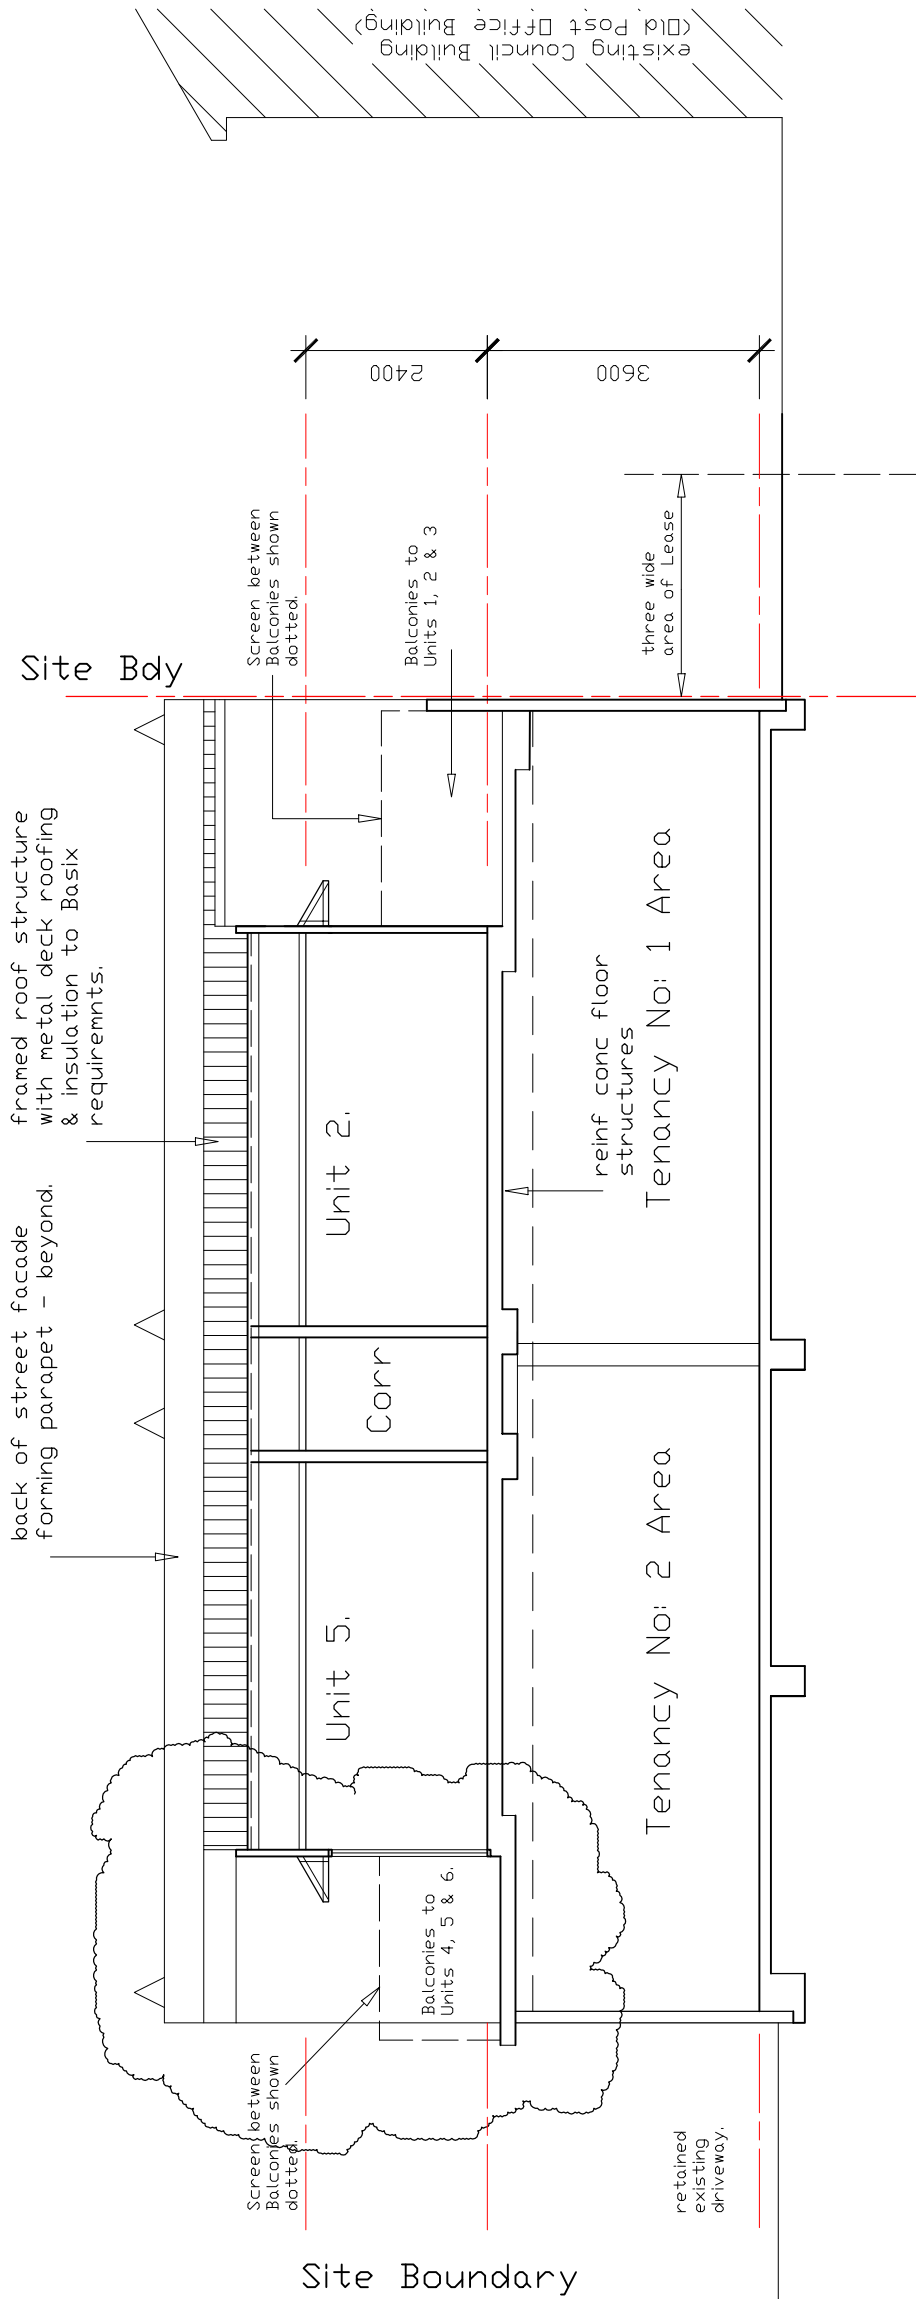 back of street facade
forming parapet - beyond.
framed roof structure
with metal deck roofing
& insulation to Basix
requiremnts.
Site Bdy
Screen between
Balconies shown
dotted.
Balconies to
Units 1, 2 & 3
three wide
area of Lease
2400
3600
existing Council Building
(Old Post Office Building)
Unit 5.
Corr
Unit 2.
reinf conc floor
structures
Tenancy No: 2 Area
Tenancy No: 1 Area
Balconies to
Units 4, 5 & 6.
Screen between
Balconies shown
dotted.
retained
existing
driveway.
Site Boundary